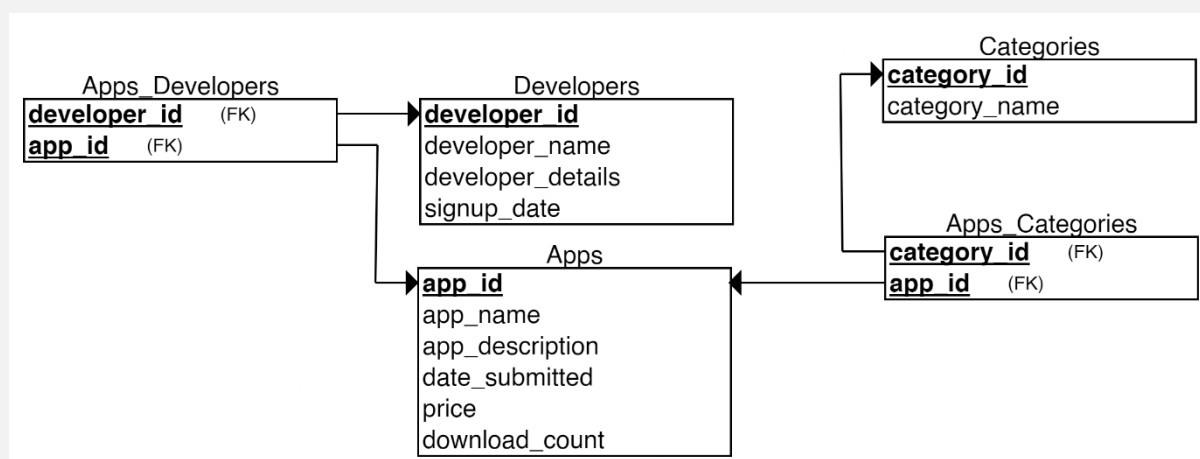 Apps_Developers
developer_id (FK)
app_id (FK)
Developers
developer_id
developer_name
developer_details
signup_date
Apps
app_id
app_name
app_description
date_submitted
price
download_count
Categories
category_id
category_name
Apps_Categories
category_id (FK)
app_id (FK)